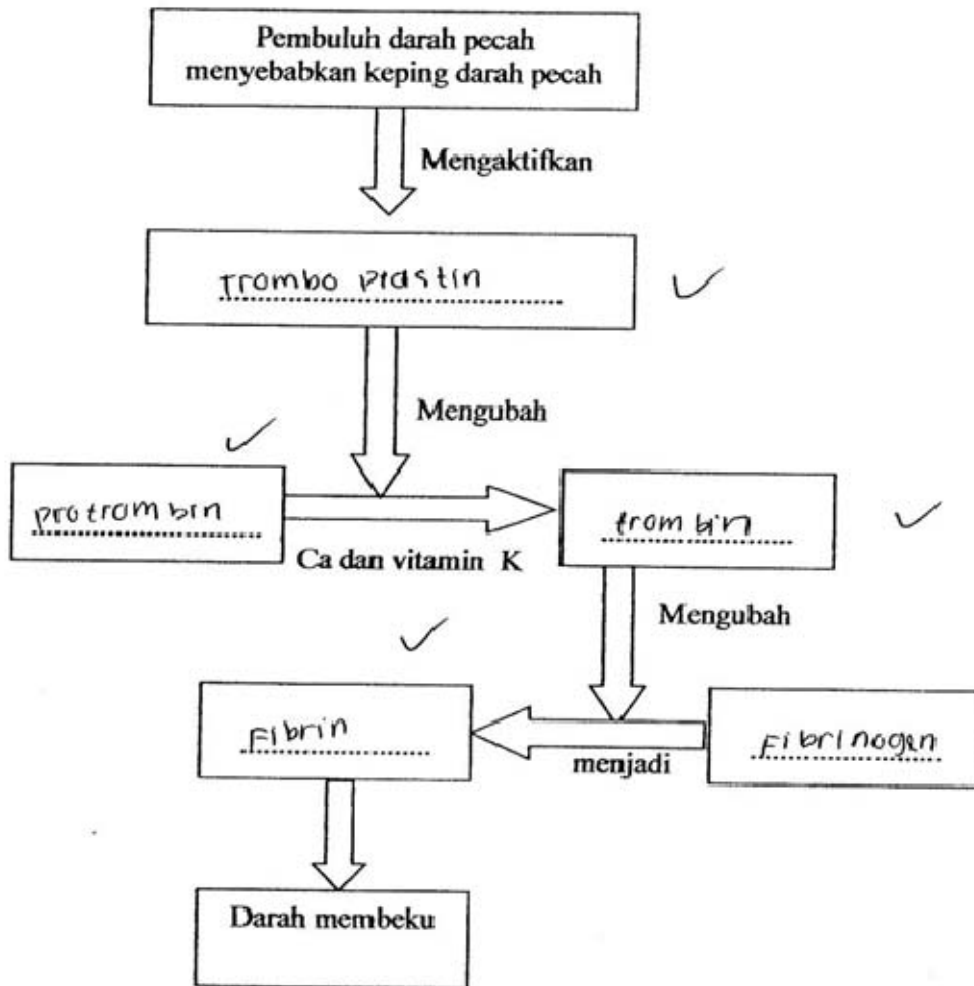 Pembuluh darah pecah
menyebabkan keping darah pecah
Mengaktifkan
Trombo plastin
Mengubah
protrombin
Ca dan vitamin K
trombin
Mengubah
Fibrin
menjadi
Fibrinogen
Darah membeku